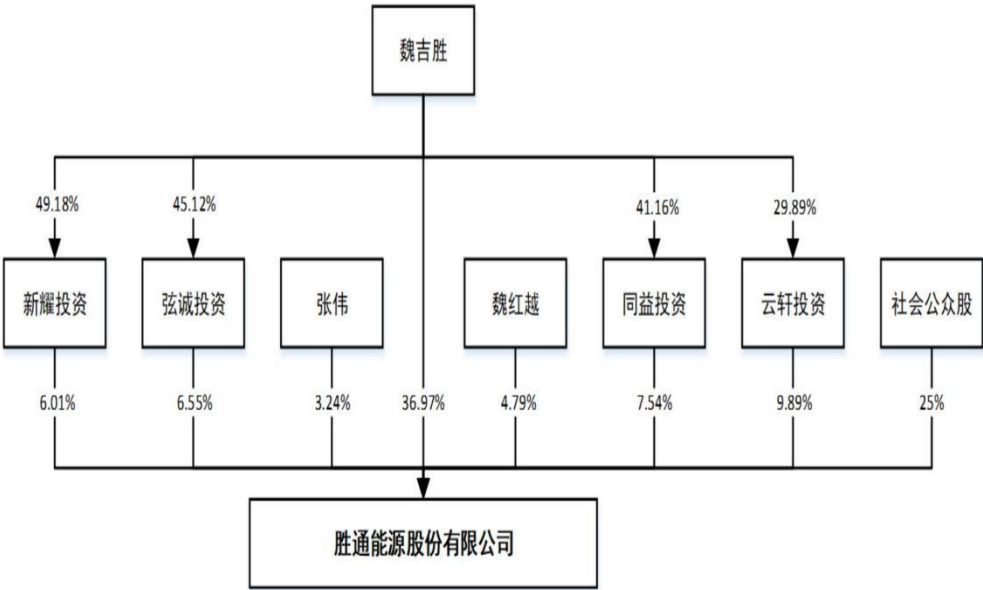 魏吉胜
49.18%
45.12%
41.16%
29.89%
新耀投资
弦诚投资
张伟
魏红越
同益投资
云轩投资
社会公众股
6.01%
6.55%
3.24%
36.97%
4.79%
7.54%
9.89%
25%
胜通能源股份有限公司